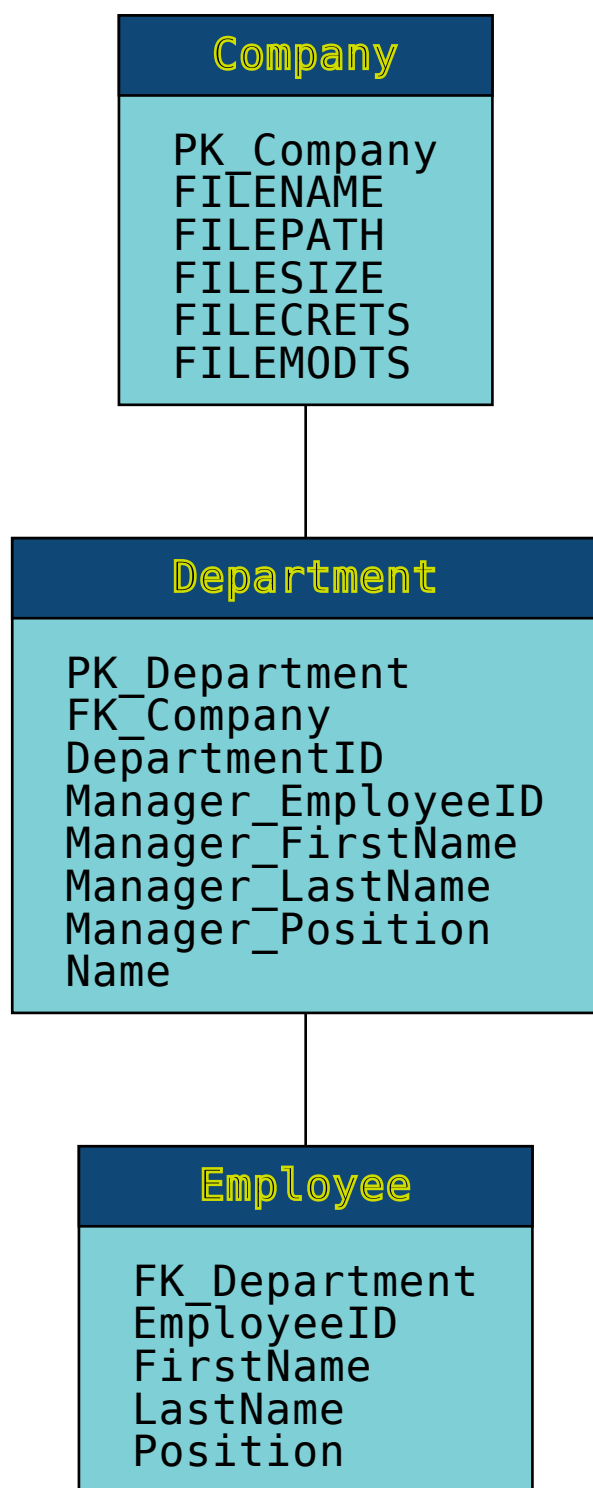 Company
PK_Company
FILENAME
FILEPATH
FILESIZE
FILECRETS
FILEMODTS
Department
PK_Department
FK_Company
DepartmentID
Manager_EmployeeID
Manager_FirstName
Manager_LastName
Manager_Position
Name
Employee
FK_Department
EmployeeID
FirstName
LastName
Position